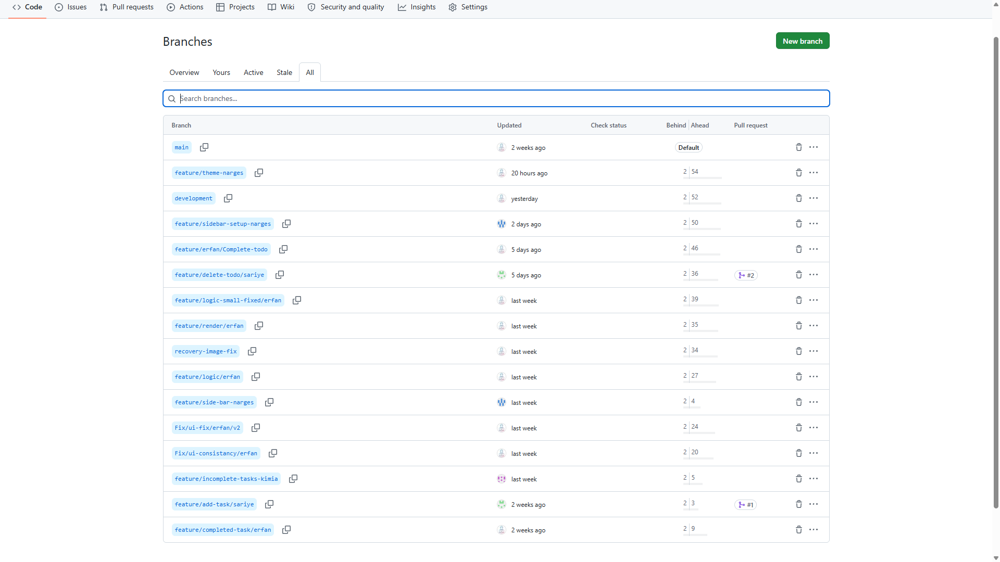 Code Issues Pull requests Actions Projects Wiki Security and quality Insights Settings
Branches
New branch
Overview Yours Active Stale All
Search branches...
Branch Updated Check status Behind Ahead Pull request
main 2 weeks ago Default
feature/theme-narges 20 hours ago 2 54
development yesterday 2 52
feature/sidebar-setup-narges 2 days ago 2 50
feature/erfan/Complete-todo 5 days ago 2 46
feature/delete-todo/sariye 5 days ago 2 36 #2
feature/logic-small-fixed/erfan last week 2 39
feature/render/erfan last week 2 35
recovery-image-fix last week 2 34
feature/logic/erfan last week 2 27
feature/side-bar-narges last week 2 4
Fix/ui-fix/erfan/v2 last week 2 24
Fix/ui-consistancy/erfan last week 2 20
feature/incomplete-tasks-kimia last week 2 5
feature/add-task/sariye 2 weeks ago 2 3 #1
feature/completed-task/erfan 2 weeks ago 2 9